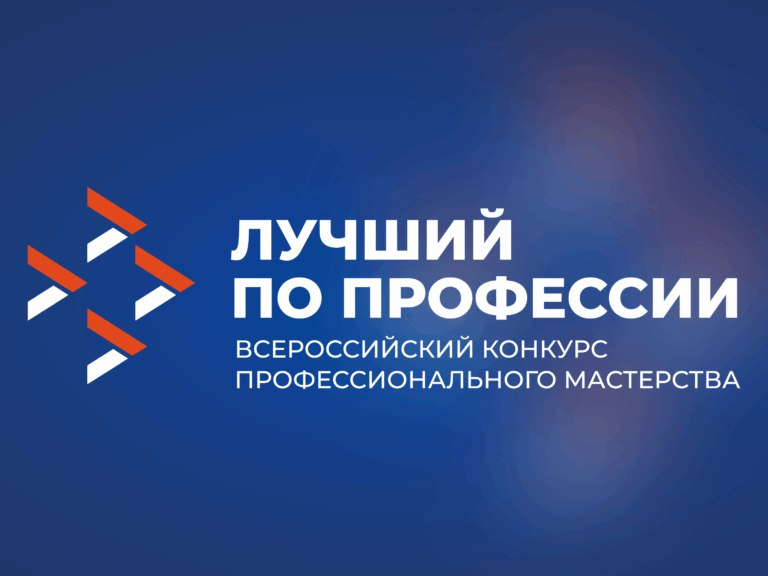 ЛУЧШИЙ
ПО ПРОФЕССИИ
ВСЕРОССИЙСКИЙ КОНКУРС
ПРОФЕССИОНАЛЬНОГО МАСТЕРСТВА